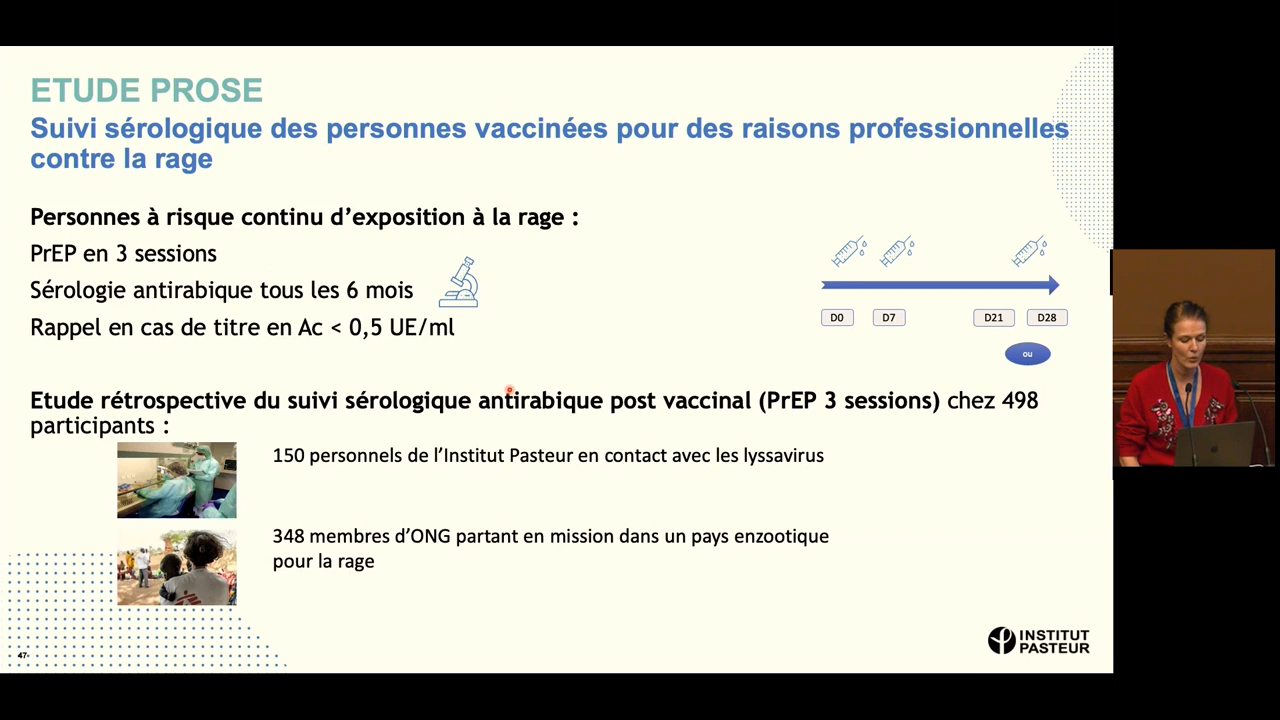 ETUDE PROSE
Suivi sérologique des personnes vaccinées pour des raisons professionnelles
contre la rage
Personnes à risque continu d’exposition à la rage :
PrEP en 3 sessions
Sérologie antirabique tous les 6 mois
Rappel en cas de titre en Ac < 0,5 UE/ml
D0
D7
D21
D28
ou
Etude rétrospective du suivi sérologique antirabique post vaccinal (PrEP 3 sessions) chez 498
participants :
150 personnels de l’Institut Pasteur en contact avec les lyssavirus
348 membres d’ONG partant en mission dans un pays enzootique
pour la rage
47
INSTITUT
PASTEUR